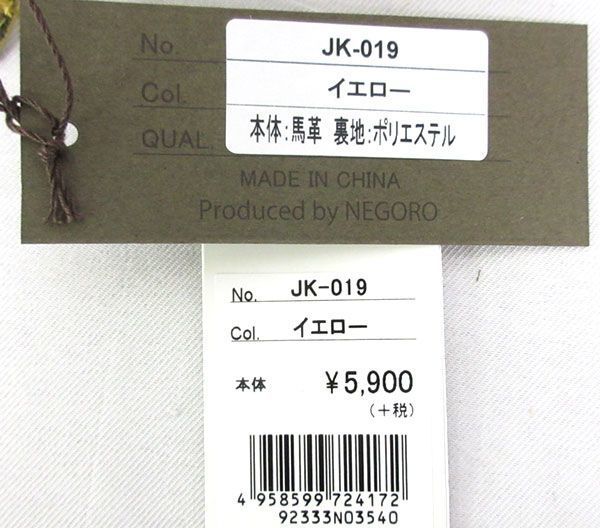 No. JK-019
Col. イエロー
QUAL. 本体:馬革 裏地:ポリエステル
MADE IN CHINA
Produced by NEGORO
No. JK-019
Col. イエロー
本体 ¥5,900
(+税)
4 958599 724172
92333N03540